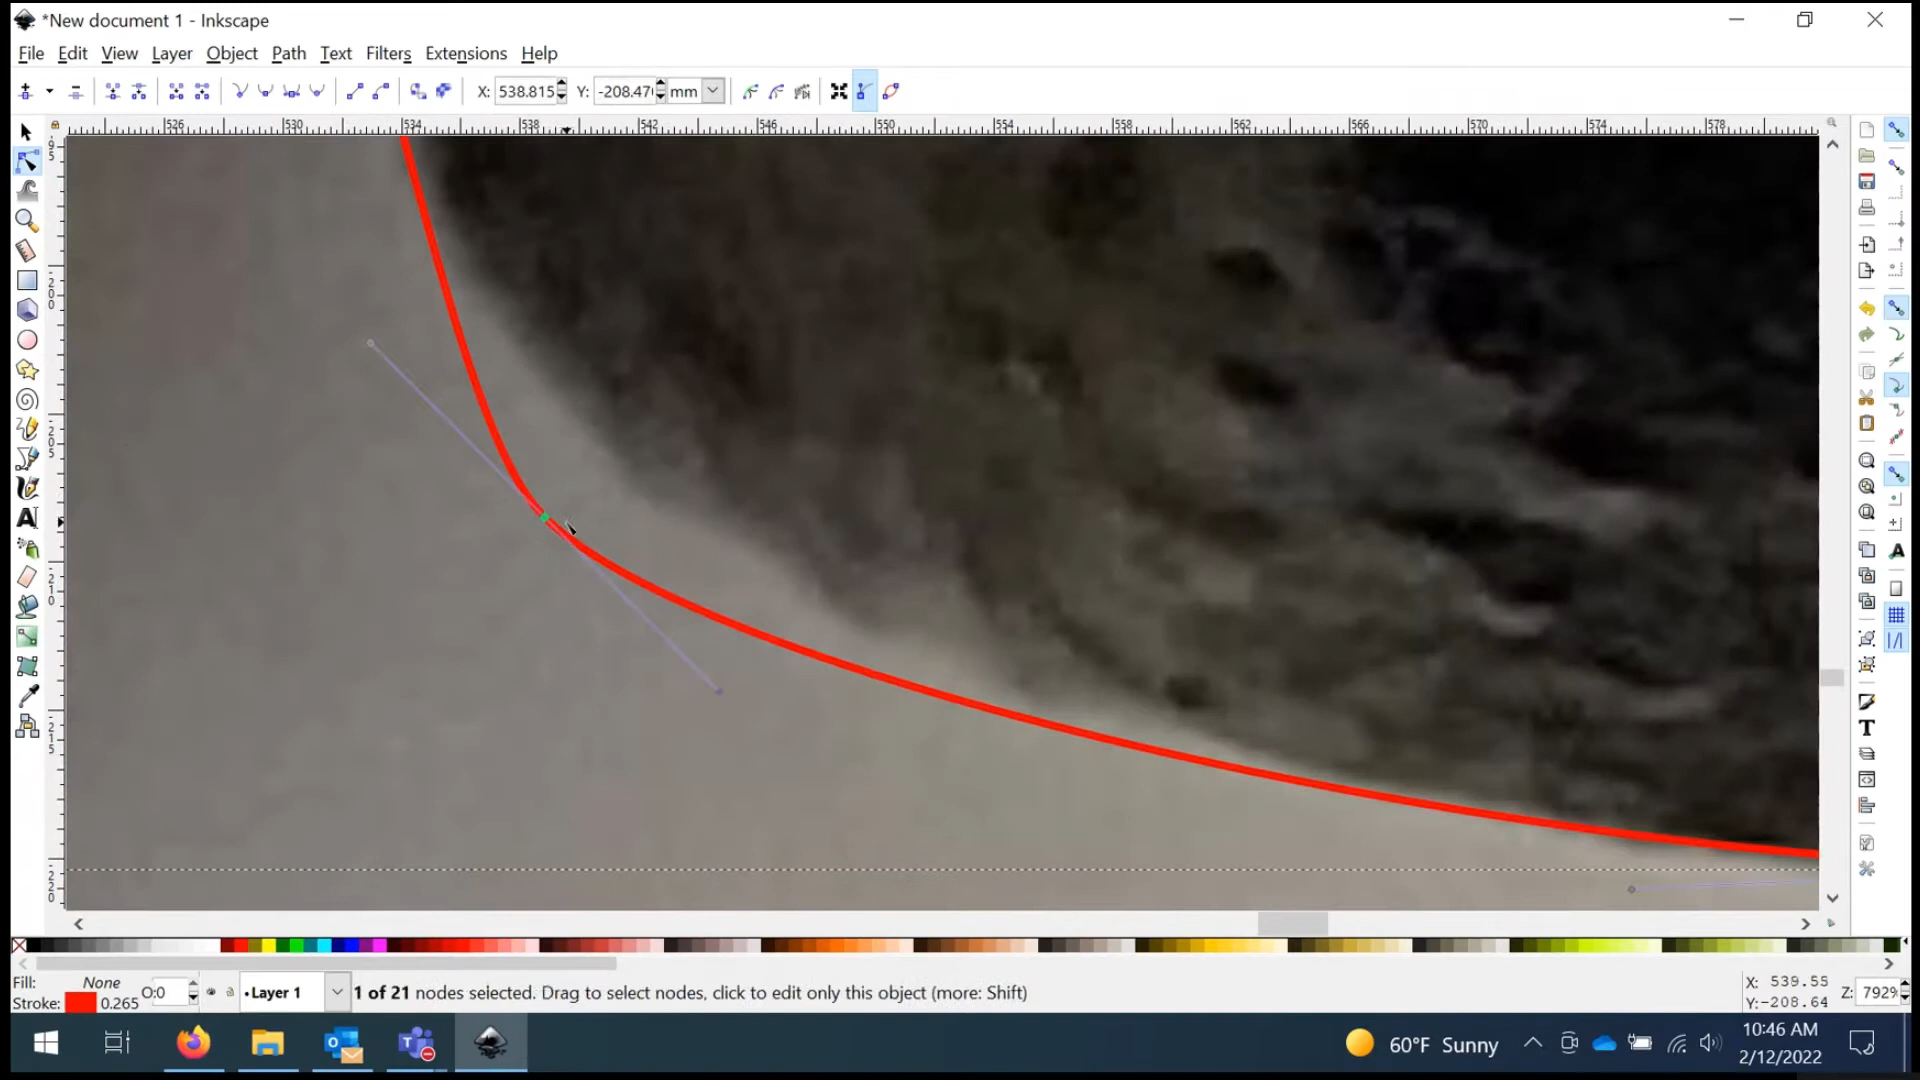 *New document 1 - Inkscape
File Edit View Layer Object Path Text Filters Extensions Help
X: 538.815 Y: -208.47 mm
526 530 534 538 542 546 550 554 558 562 566 570 574 578
Fill: None O: 0 •Layer 1 1 of 21 nodes selected. Drag to select nodes, click to edit only this object (more: Shift) X: 539.55 Z: 792%
Stroke: 0.265 Y: -208.64
60°F Sunny 10:46 AM
2/12/2022